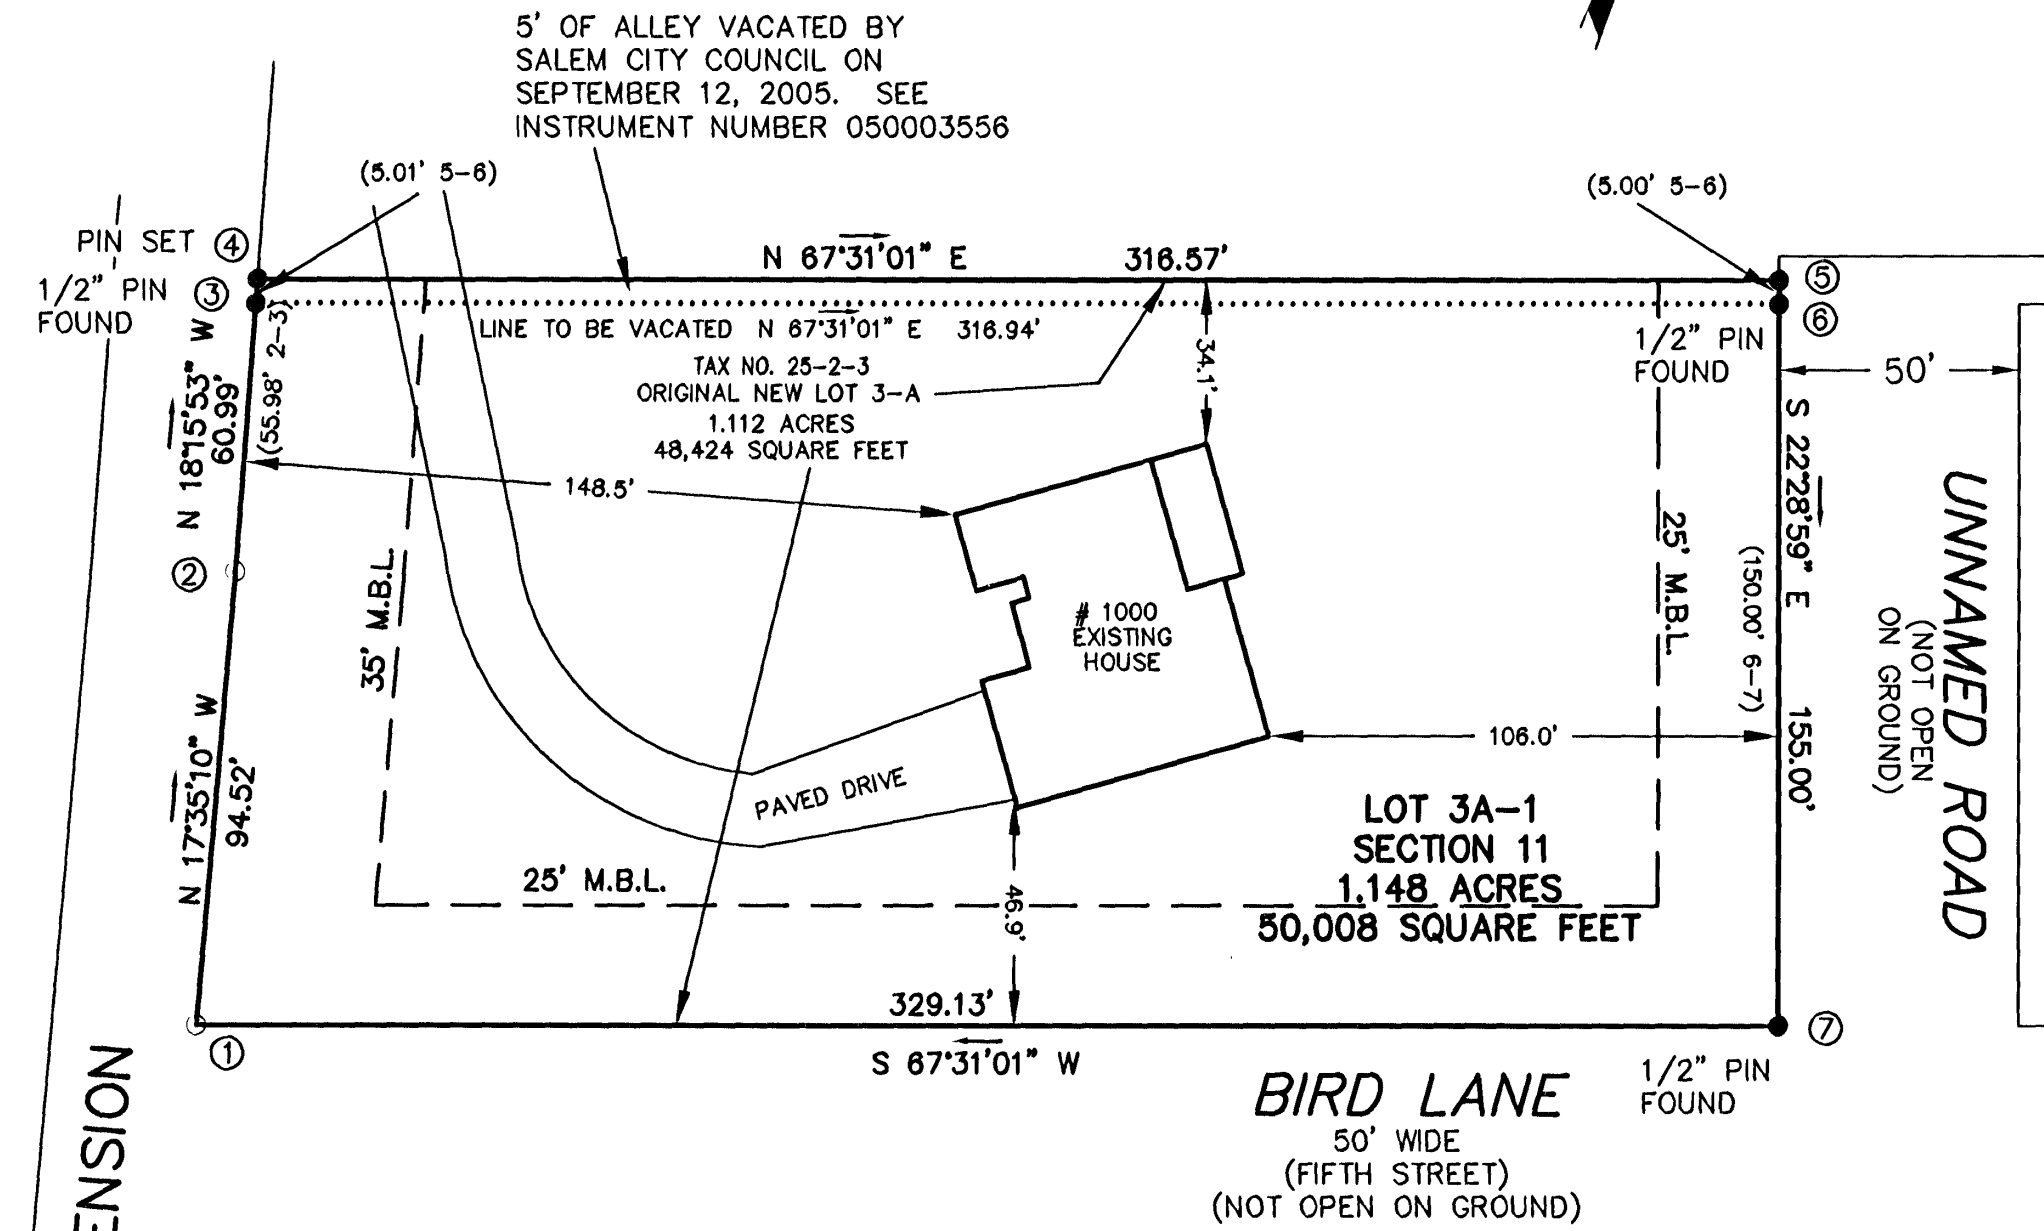 5' OF ALLEY VACATED BY
SALEM CITY COUNCIL ON
SEPTEMBER 12, 2005. SEE
INSTRUMENT NUMBER 050003556
(5.01' 5-6)
(5.00' 5-6)
PIN SET 4
1/2" PIN 3
FOUND
N 67°31'01" E 316.57'
5
6
LINE TO BE VACATED N 67°31'01" E 316.94'
1/2" PIN
FOUND
TAX NO. 25-2-3
ORIGINAL NEW LOT 3-A
1.112 ACRES
48,424 SQUARE FEET
34.1'
50'
N 18°15'53" W
60.99'
(55.98' 2-3)
148.5'
2
35' M.B.L.
# 1000
EXISTING
HOUSE
25' M.B.L.
S 22°28'59" E 155.00'
(150.00' 6-7)
UNNAMED ROAD
(NOT OPEN
ON GROUND)
N 17°35'10" W
94.52'
106.0'
PAVED DRIVE
25' M.B.L.
46.9'
LOT 3A-1
SECTION 11
1.148 ACRES
50,008 SQUARE FEET
329.13'
S 67°31'01" W
1
7
1/2" PIN
FOUND
BIRD LANE
50' WIDE
(FIFTH STREET)
(NOT OPEN ON GROUND)
ENSION